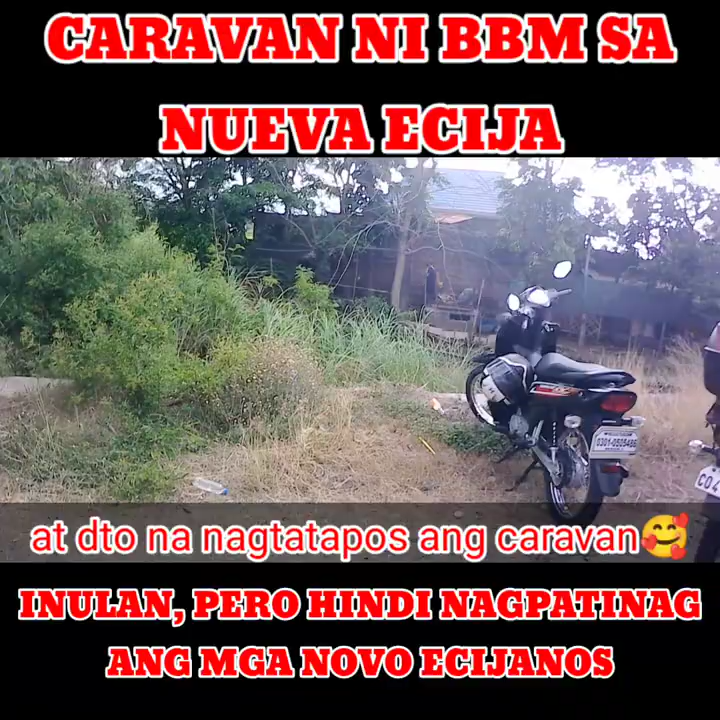 CARAVAN NI BBM SA
NUEVA ECIJA
at dto na nagtatapos ang caravan🥰
INULAN, PERO HINDI NAGPATINAG
ANG MGA NOVO ECIJANOS